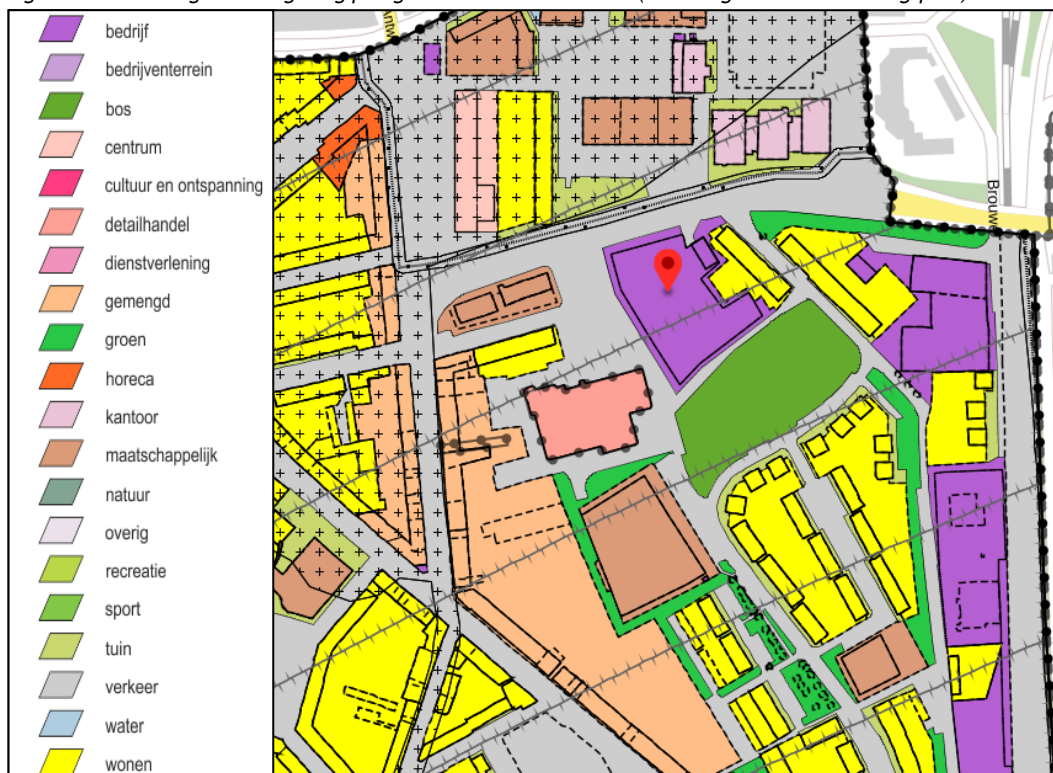 bedrijf
bedrijventerrein
bos
centrum
cultuur en ontspanning
detailhandel
dienstverlening
gemengd
groen
horeca
kantoor
maatschappelijk
natuur
overig
recreatie
sport
tuin
verkeer
water
wonen
Antw
Brouw